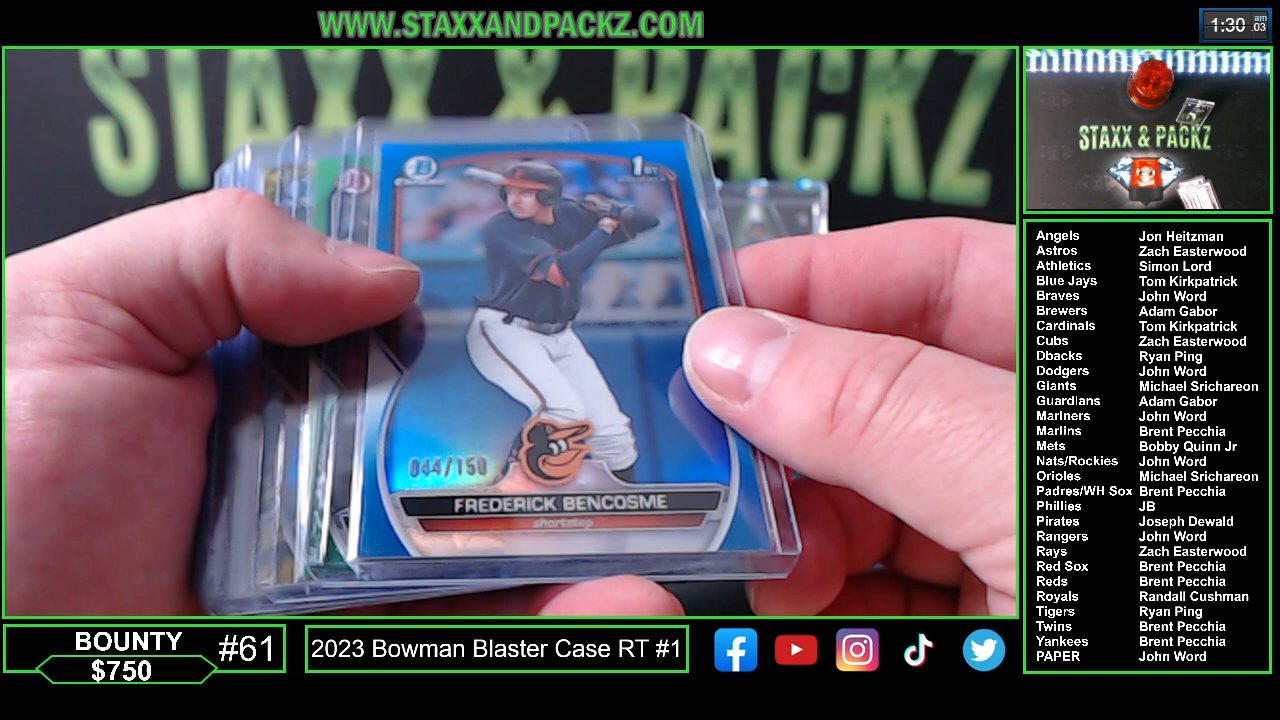 WWW.STAXXANDPACKZ.COM
1:30 am .03
STAXX & PACKZ
1ST
044/150
FREDERICK BENCOSME
shortstop
STAXX & PACKZ
Angels Jon Heitzman
Astros Zach Easterwood
Athletics Simon Lord
Blue Jays Tom Kirkpatrick
Braves John Word
Brewers Adam Gabor
Cardinals Tom Kirkpatrick
Cubs Zach Easterwood
Dbacks Ryan Ping
Dodgers John Word
Giants Michael Srichareon
Guardians Adam Gabor
Mariners John Word
Marlins Brent Pecchia
Mets Bobby Quinn Jr
Nats/Rockies John Word
Orioles Michael Srichareon
Padres/WH Sox Brent Pecchia
Phillies JB
Pirates Joseph Dewald
Rangers John Word
Rays Zach Easterwood
Red Sox Brent Pecchia
Reds Brent Pecchia
Royals Randall Cushman
Tigers Ryan Ping
Twins Brent Pecchia
Yankees Brent Pecchia
PAPER John Word
BOUNTY #61
$750
2023 Bowman Blaster Case RT #1